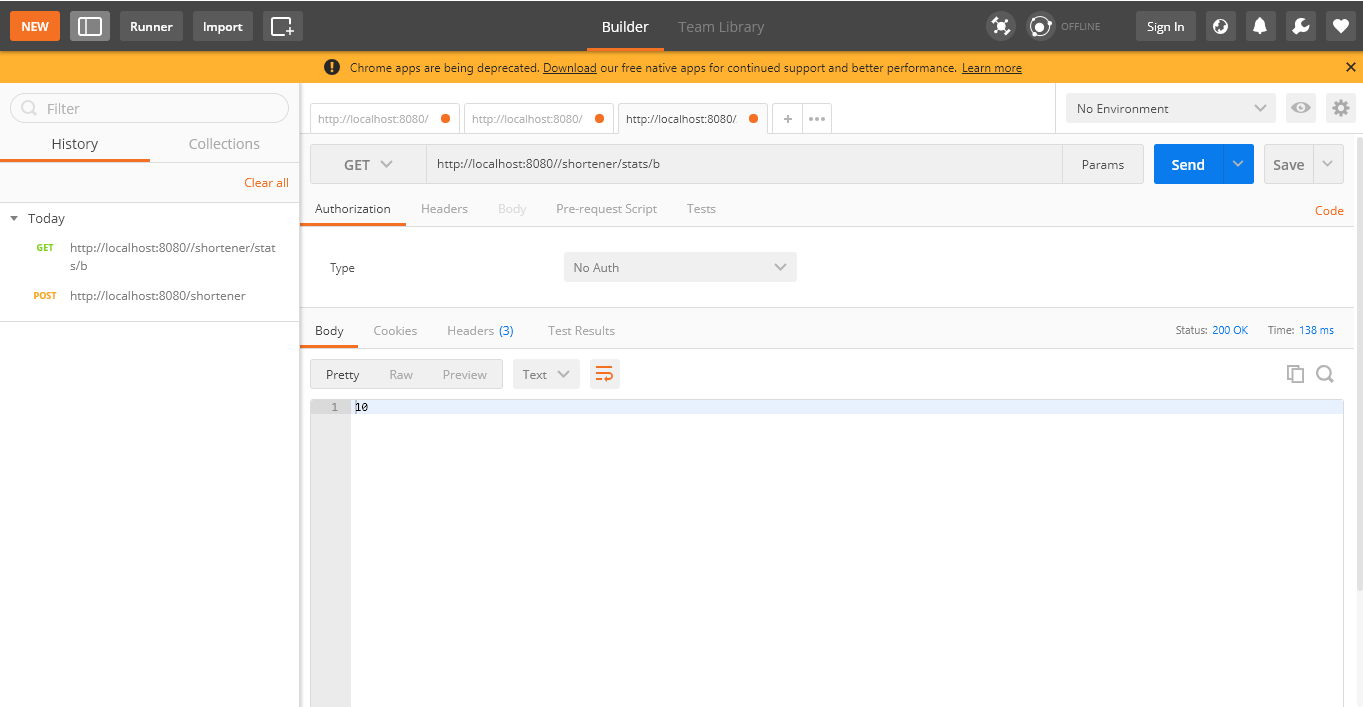 NEW Runner Import Builder Team Library OFFLINE Sign In
Chrome apps are being deprecated. Download our free native apps for continued support and better performance. Learn more
Filter
History Collections
Clear all
Today
GET http://localhost:8080//shortener/stat
s/b
POST http://localhost:8080/shortener
http://localhost:8080/ http://localhost:8080/ http://localhost:8080/ No Environment
GET http://localhost:8080//shortener/stats/b Params Send Save
Authorization Headers Body Pre-request Script Tests Code
Type No Auth
Body Cookies Headers (3) Test Results Status: 200 OK Time: 138 ms
Pretty Raw Preview Text
1 10